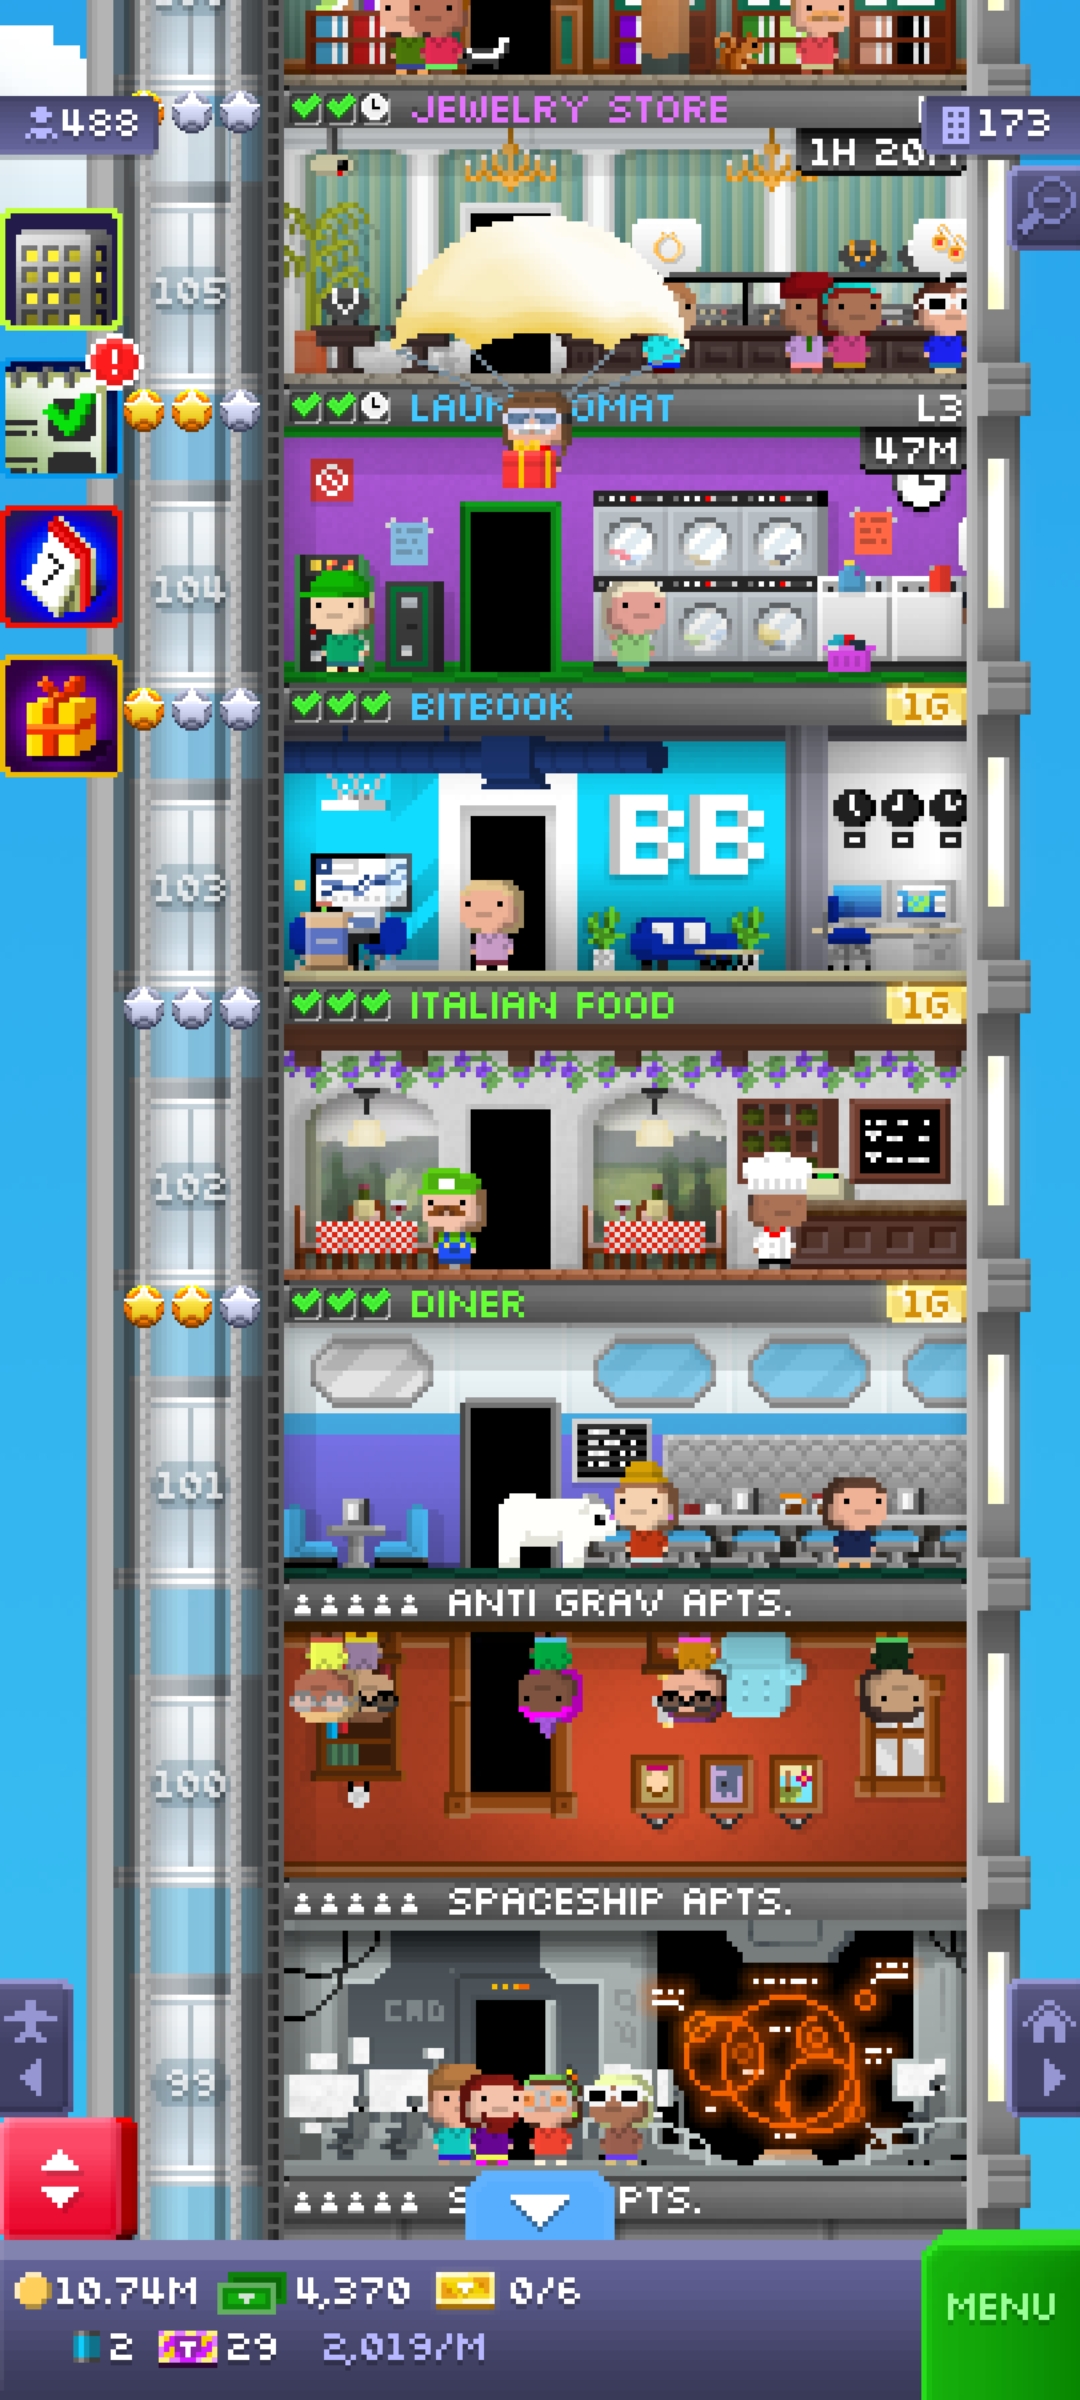 488
JEWELRY STORE
173
1H 20M
105
LAUN OMAT
L3
47M
104
BITBOOK
1G
BB
103
ITALIAN FOOD
1G
102
DINER
1G
101
ANTI GRAV APTS.
100
SPACESHIP APTS.
CMD
99
S PTS.
10.74M
4,370
0/6
MENU
2
29
2,019/M